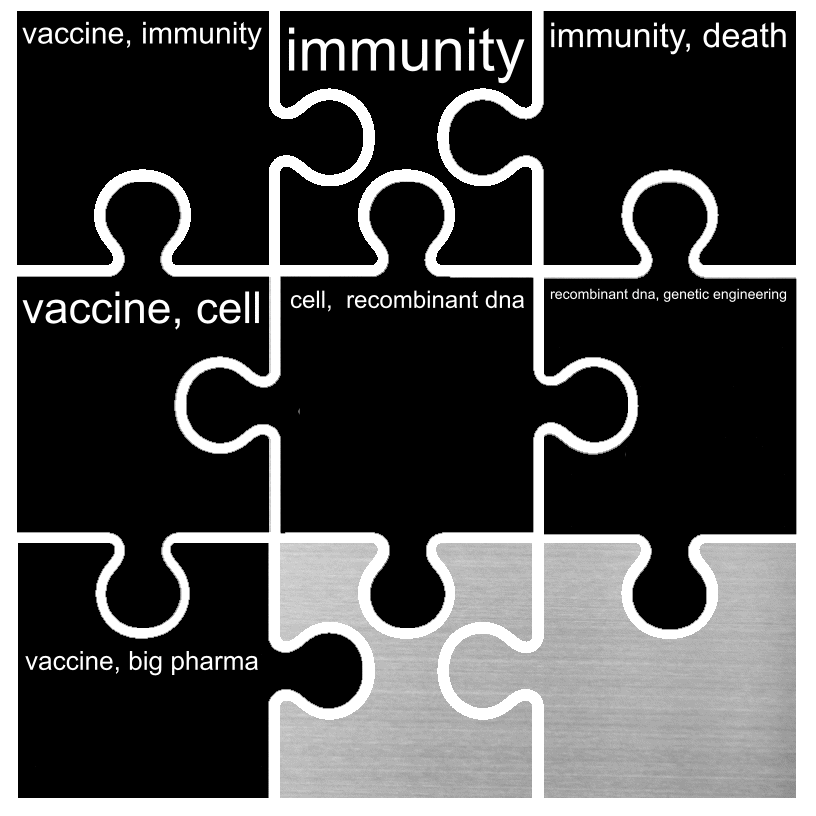 vaccine, immunity
immunity
immunity, death
vaccine, cell
cell,  recombinant dna
recombinant dna, genetic engineering
vaccine, big pharma